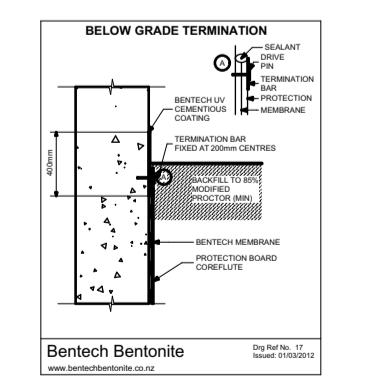 BELOW GRADE TERMINATION
SEALANT
DRIVE
PIN
TERMINATION
BAR
PROTECTION
MEMBRANE
A
BENTECH UV
CEMENTIOUS
COATING
TERMINATION BAR
FIXED AT 200mm CENTRES
400mm
A
BACKFILL TO 85%
MODIFIED
PROCTOR (MIN)
BENTECH MEMBRANE
PROTECTION BOARD
COREFLUTE
Bentech Bentonite
www.bentechbentonite.co.nz
Drg Ref No. 17
Issued: 01/03/2012